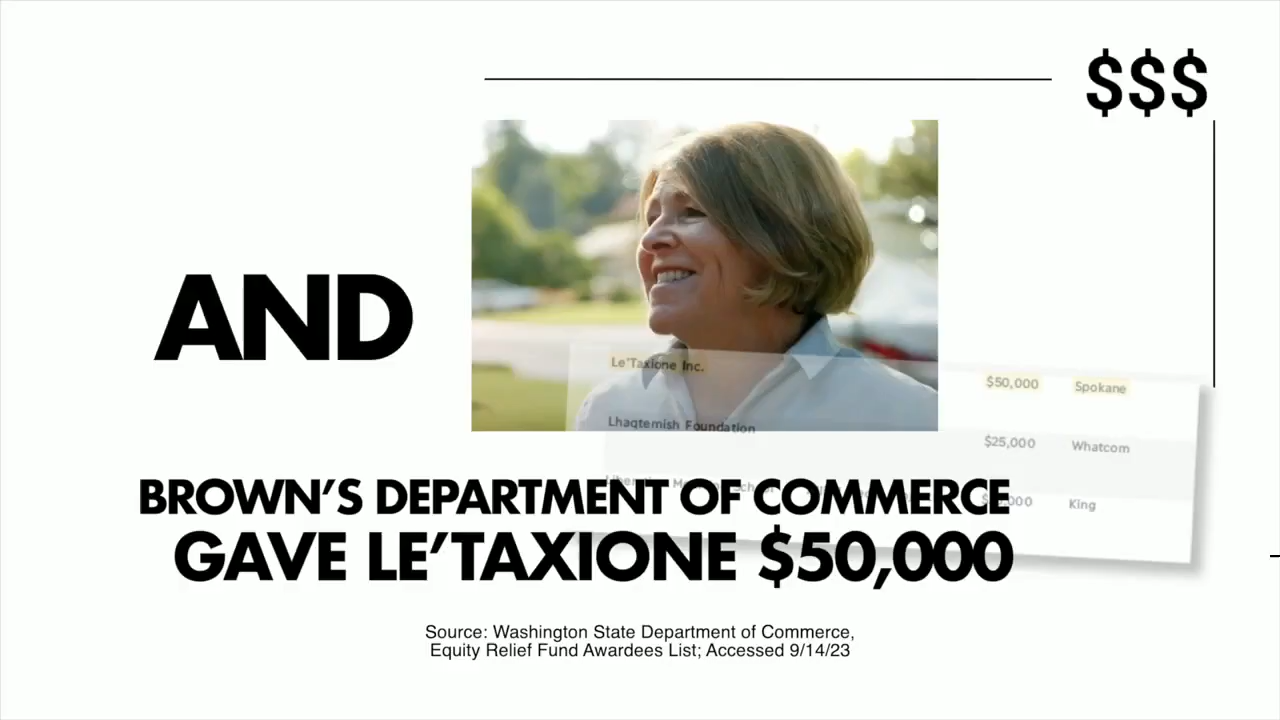 $$$
AND
Le'Taxione Inc. $50,000 Spokane
Lhaqtemish Foundation $25,000 Whatcom
King
BROWN'S DEPARTMENT OF COMMERCE
GAVE LE'TAXIONE $50,000
Source: Washington State Department of Commerce,
Equity Relief Fund Awardees List; Accessed 9/14/23